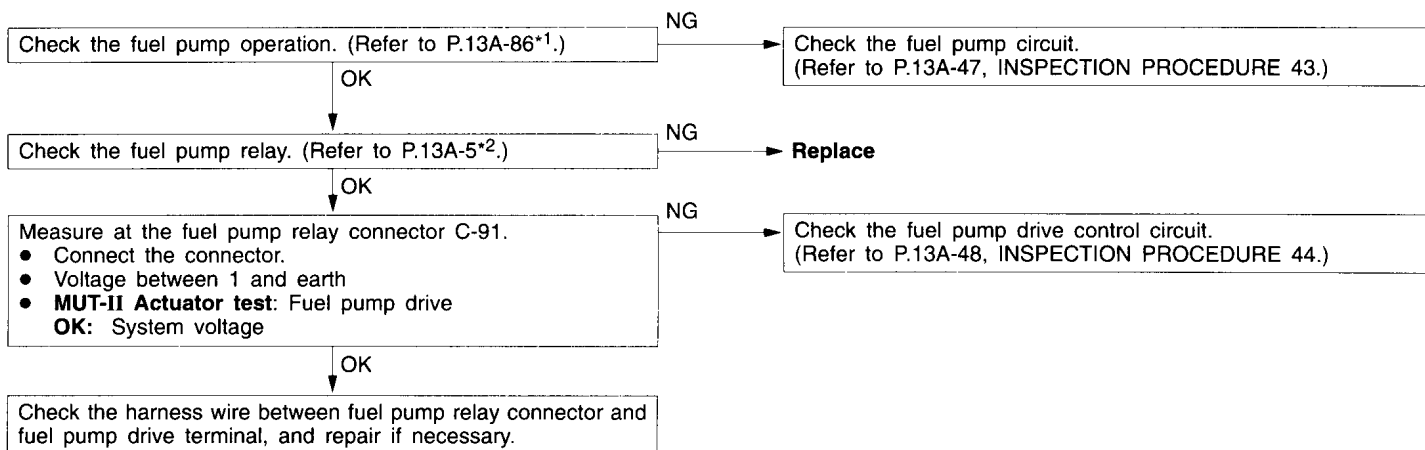 Check the fuel pump operation. (Refer to P.13A-86*1.)
NG
Check the fuel pump circuit.
(Refer to P.13A-47, INSPECTION PROCEDURE 43.)
OK
Check the fuel pump relay. (Refer to P.13A-5*2.)
NG
Replace
OK
Measure at the fuel pump relay connector C-91.
● Connect the connector.
● Voltage between 1 and earth
● MUT-II Actuator test: Fuel pump drive
OK: System voltage
NG
Check the fuel pump drive control circuit.
(Refer to P.13A-48, INSPECTION PROCEDURE 44.)
OK
Check the harness wire between fuel pump relay connector and
fuel pump drive terminal, and repair if necessary.